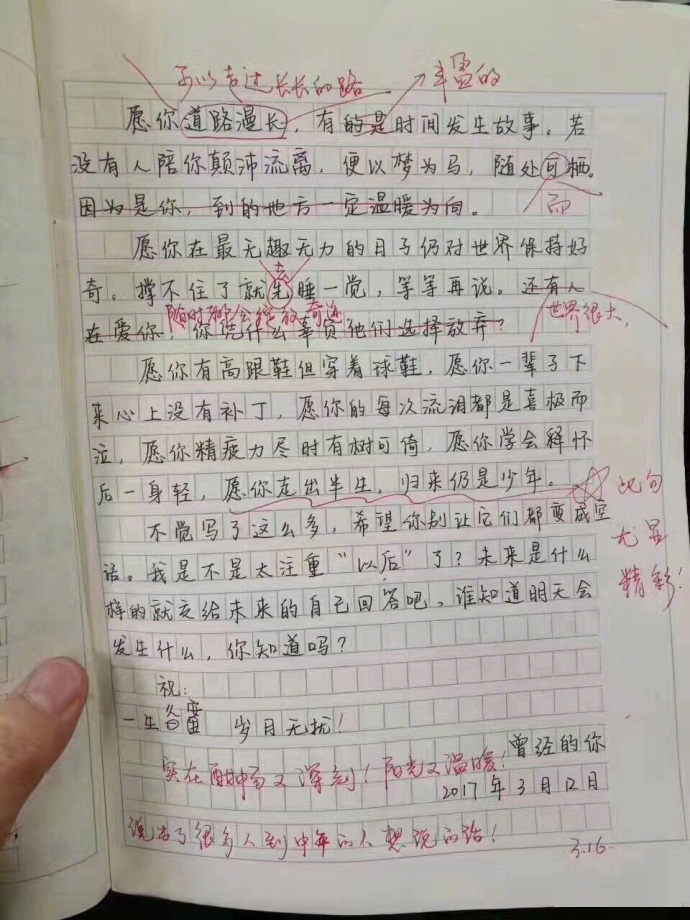 可以走过长长的路 丰盈的
愿你道路漫长，有的是时间发生故事。若
没有人陪你颠沛流离，便以梦为马，随处可栖。
因为是你，到的地方一定温暖为向。 而
愿你在最无趣无力的日子仍对世界保持好
去
奇。撑不住了就先睡一觉，等等再说。还有人
随时都会绽放奇迹 世界很大，
在爱你，你凭什么辜负他们选择放弃？
愿你有高跟鞋但穿着球鞋，愿你一辈子下
来心上没有补丁，愿你的每次流泪都是喜极而
泣，愿你精疲力尽时有树可倚，愿你学会释怀
后一身轻，愿你走出半生，归来仍是少年。 此句
不觉写了这么多，希望你别让它们都变成空 尤显
话。我是不是太注重“以后”了？未来是什么 精彩！
样的就交给未来的自己回答吧，谁知道明天会
发生什么，你知道吗？
祝：
一生 岁月无扰！
曾经的你
实在 又深刻！阳光又温暖！
2017年3月12日
说出了很多人到中年的人想说的话！
3.16